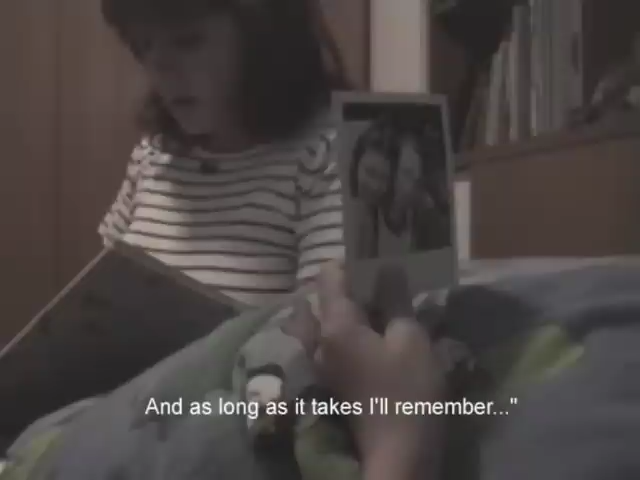 And as long as it takes I'll remember..."